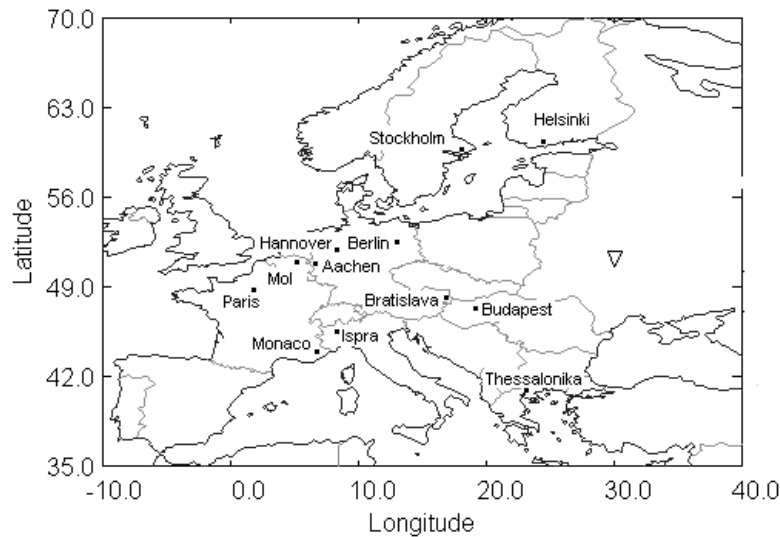 70.0
63.0
Helsinki
Stockholm
56.0
Latitude
Hannover
Berlin
Aachen
49.0
Mol
Paris
Bratislava
Budapest
Monaco
Ispra
42.0
Thessalonika
35.0
-10.0
0.0
10.0
20.0
30.0
40.0
Longitude